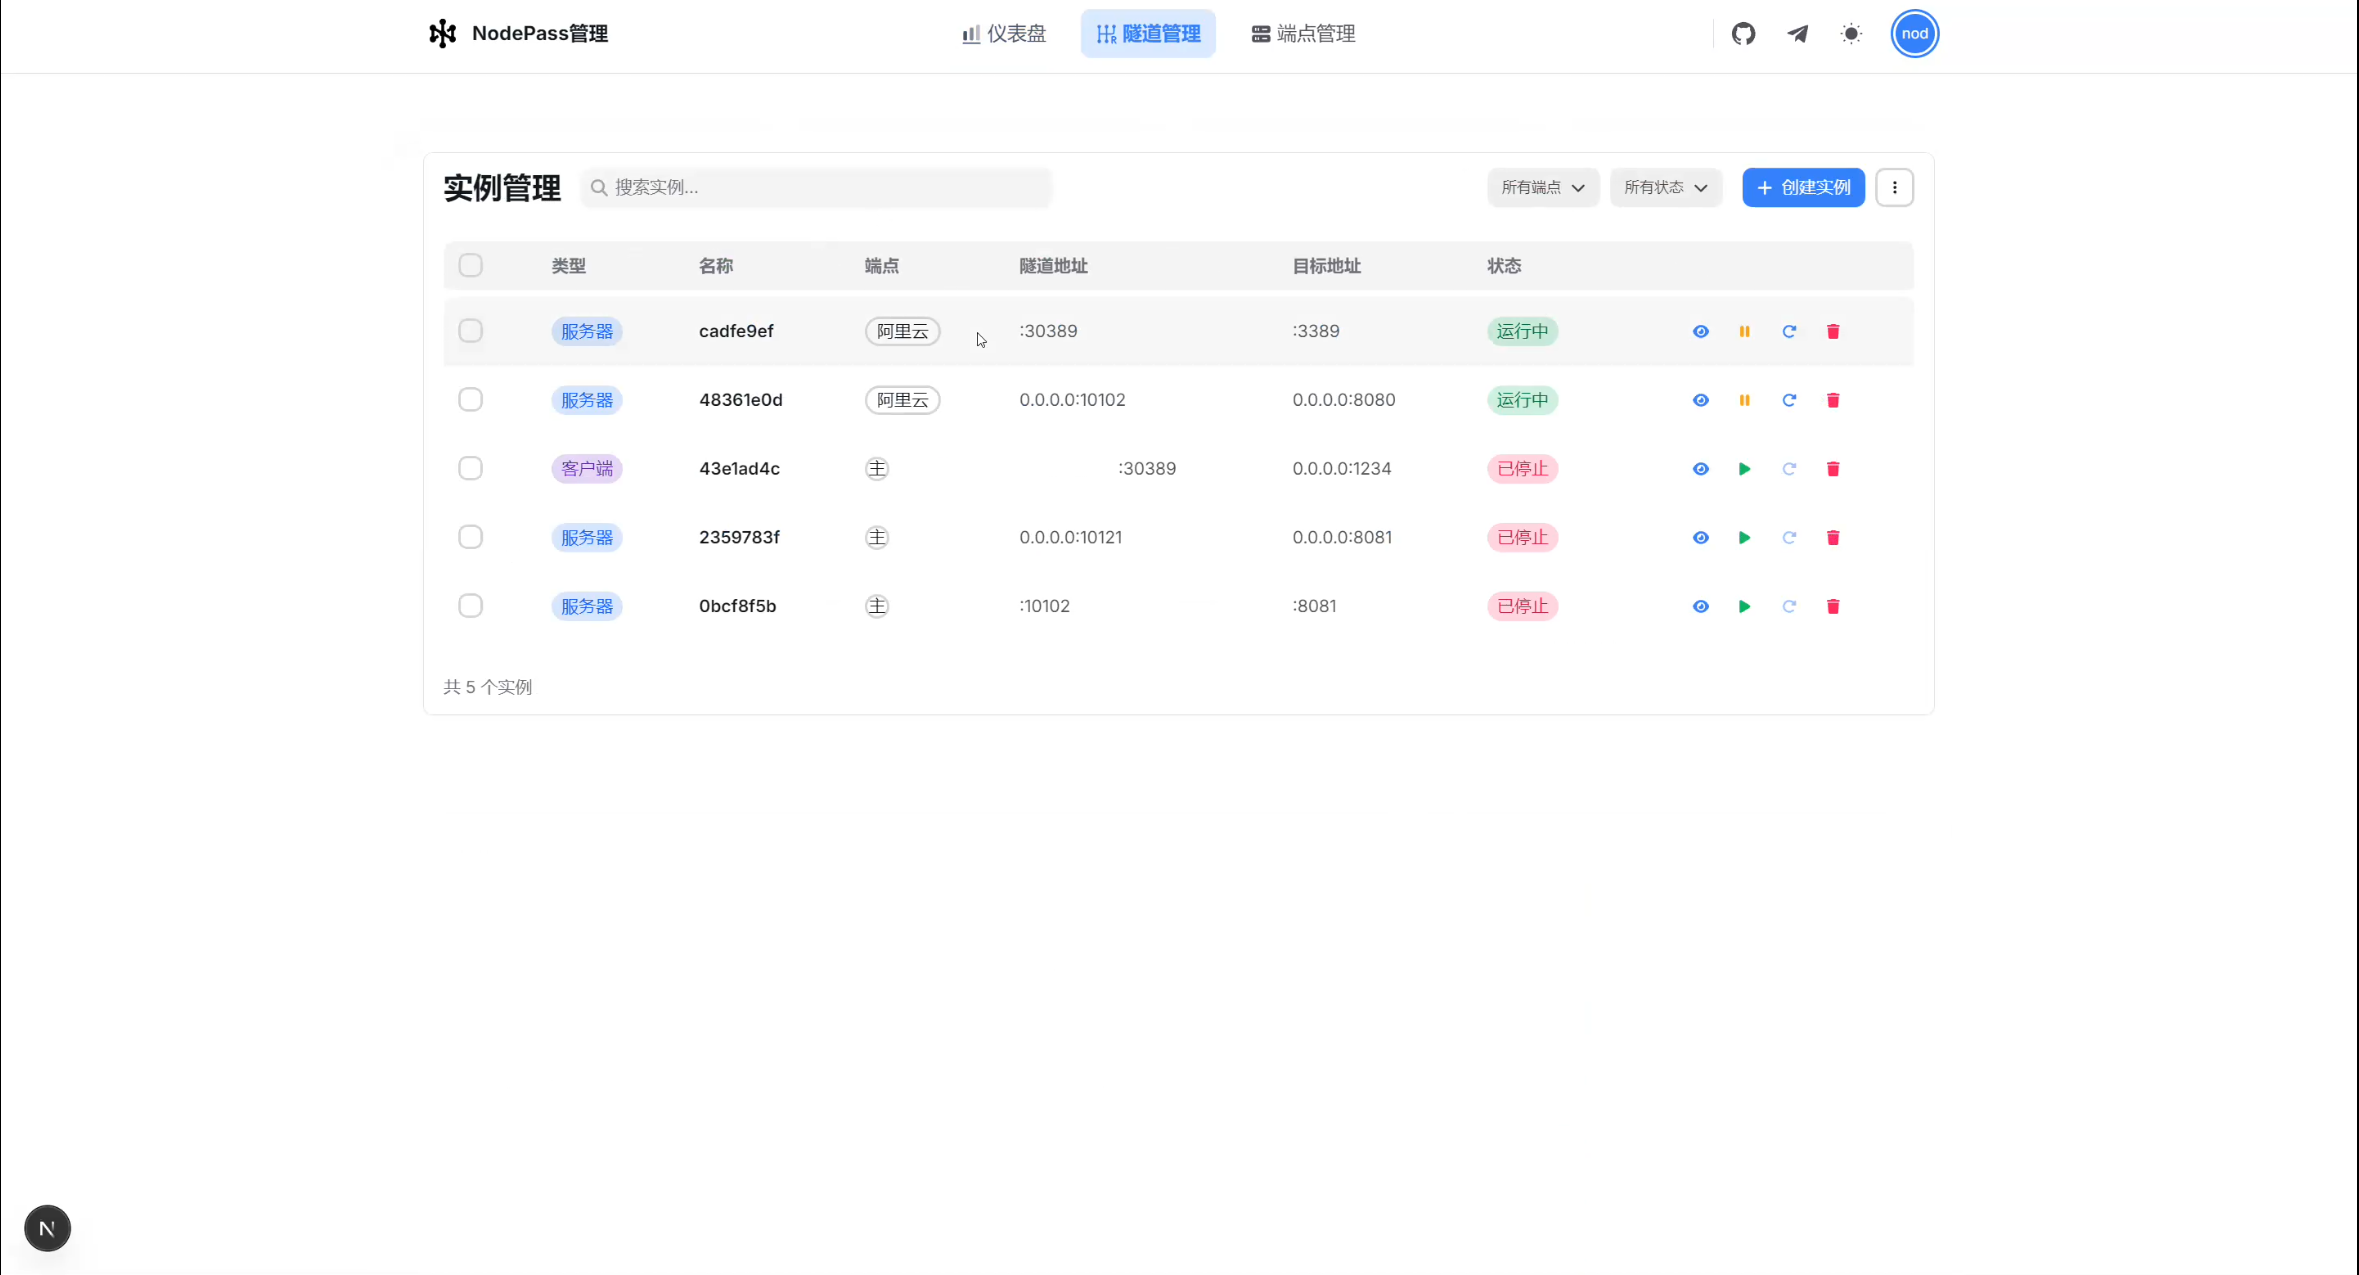 NodePass管理 仪表盘 隧道管理 端点管理 nod
实例管理 搜索实例... 所有端点 所有状态 + 创建实例
类型 名称 端点 隧道地址 目标地址 状态
服务器 cadfe9ef 阿里云 :30389 :3389 运行中
服务器 48361e0d 阿里云 0.0.0.0:10102 0.0.0.0:8080 运行中
客户端 43e1ad4c 主 :30389 0.0.0.0:1234 已停止
服务器 2359783f 主 0.0.0.0:10121 0.0.0.0:8081 已停止
服务器 0bcf8f5b 主 :10102 :8081 已停止
共 5 个实例
N